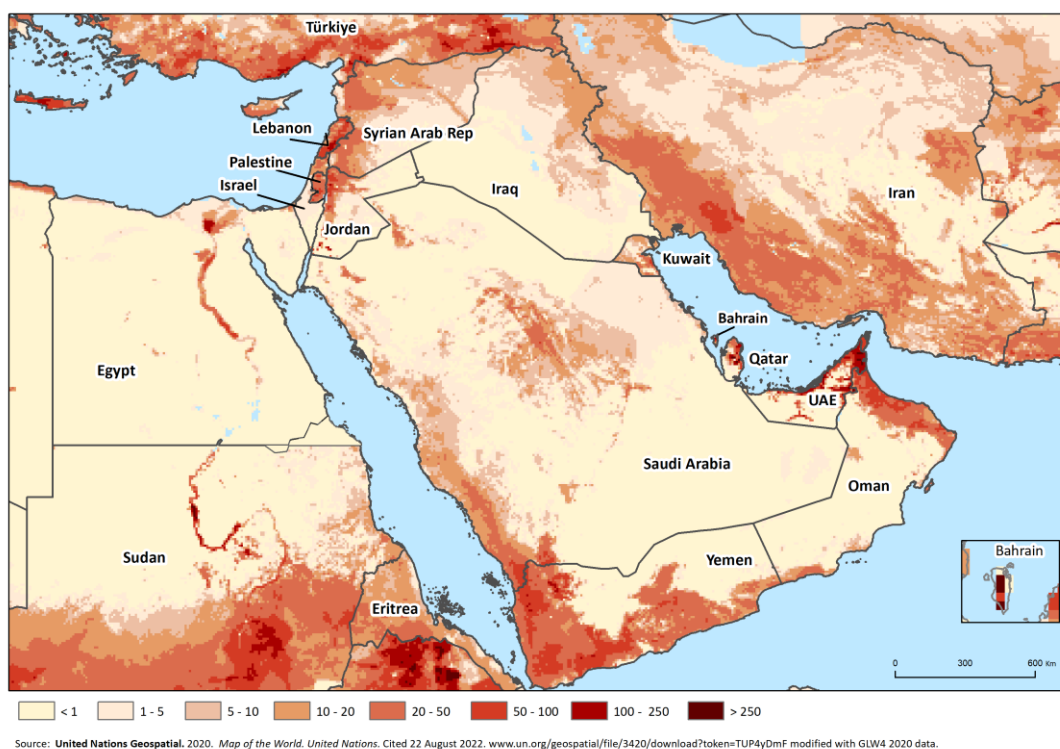 Türkiye
Lebanon
Syrian Arab Rep
Palestine
Israel
Iraq
Iran
Jordan
Kuwait
Bahrain
Qatar
Egypt
UAE
Saudi Arabia
Oman
Sudan
Yemen
Bahrain
Eritrea
0 300 600 Km
< 1 1 - 5 5 - 10 10 - 20 20 - 50 50 - 100 100 - 250 > 250
Source: United Nations Geospatial. 2020. Map of the World. United Nations. Cited 22 August 2022. www.un.org/geospatial/file/3420/download?token=TUP4yDmF modified with GLW4 2020 data.